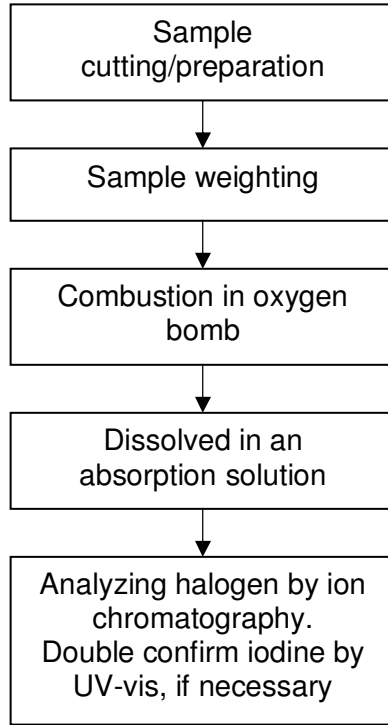 Sample
cutting/preparation
Sample weighting
Combustion in oxygen
bomb
Dissolved in an
absorption solution
Analyzing halogen by ion
chromatography.
Double confirm iodine by
UV-vis, if necessary